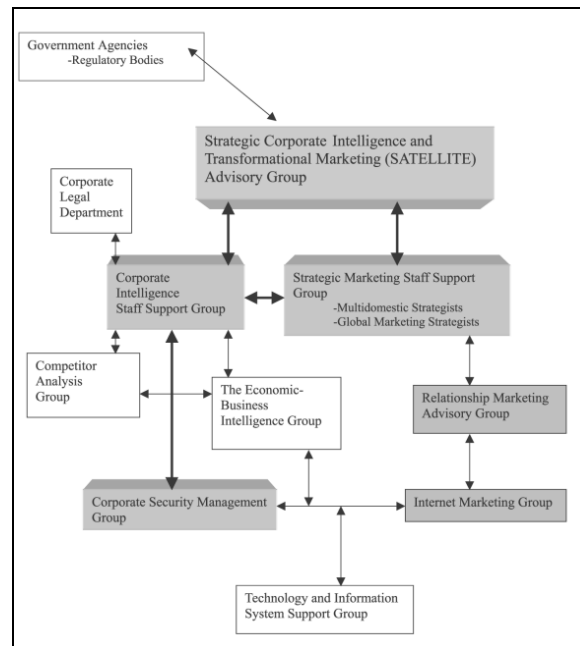 Government Agencies
-Regulatory Bodies
Strategic Corporate Intelligence and
Transformational Marketing (SATELLITE)
Advisory Group
Corporate
Legal
Department
Corporate
Intelligence
Staff Support Group
Strategic Marketing Staff Support
Group
-Multidomestic Strategists
-Global Marketing Strategists
Competitor
Analysis
Group
The Economic-
Business
Intelligence Group
Relationship Marketing
Advisory Group
Corporate Security Management
Group
Internet Marketing Group
Technology and Information
System Support Group